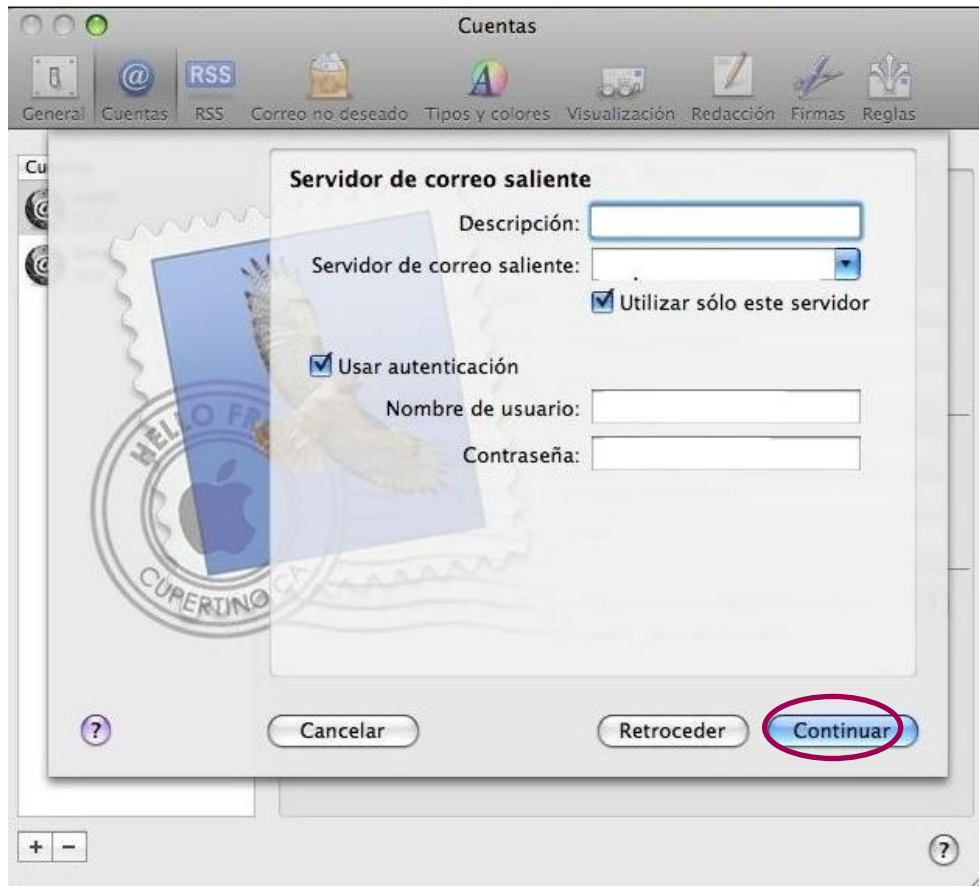 Cuentas
General Cuentas RSS Correo no deseado Tipos y colores Visualización Redacción Firmas Reglas
RSS
Cu
Servidor de correo saliente
Descripción:
Servidor de correo saliente:
Utilizar sólo este servidor
Usar autenticación
Nombre de usuario:
Contraseña:
HELLO FR
CUPERTINO CA
? Cancelar Retroceder Continuar
+ − ?